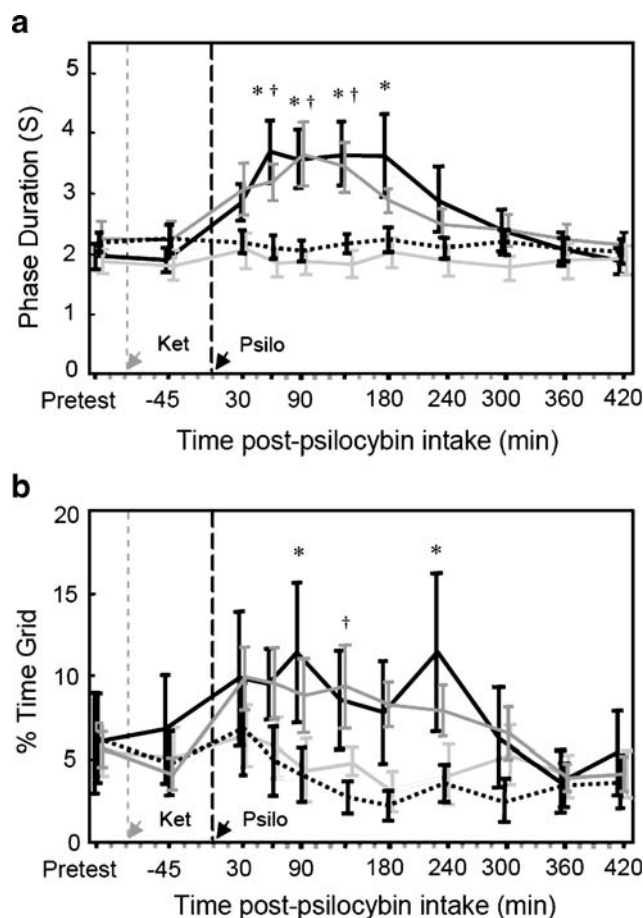 a
Phase Duration (S)
5
4
3
2
1
0
* † * † * † *
Ket Psilo
Pretest -45 30 90 180 240 300 360 420
Time post-psilocybin intake (min)
b
% Time Grid
20
15
10
5
0
* † *
Ket Psilo
Pretest -45 30 90 180 240 300 360 420
Time post-psilocybin intake (min)